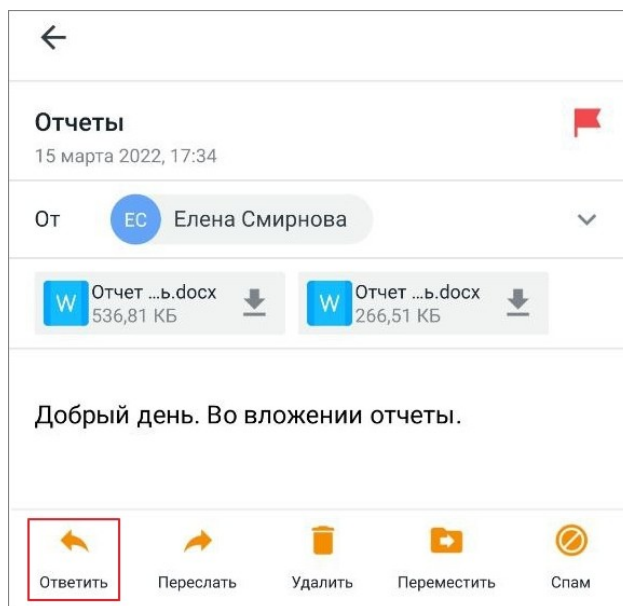 Отчеты
15 марта 2022, 17:34
От ЕС Елена Смирнова
W Отчет ...ь.docx W Отчет ...ь.docx
536,81 КБ 266,51 КБ
Добрый день. Во вложении отчеты.
Ответить Переслать Удалить Переместить Спам